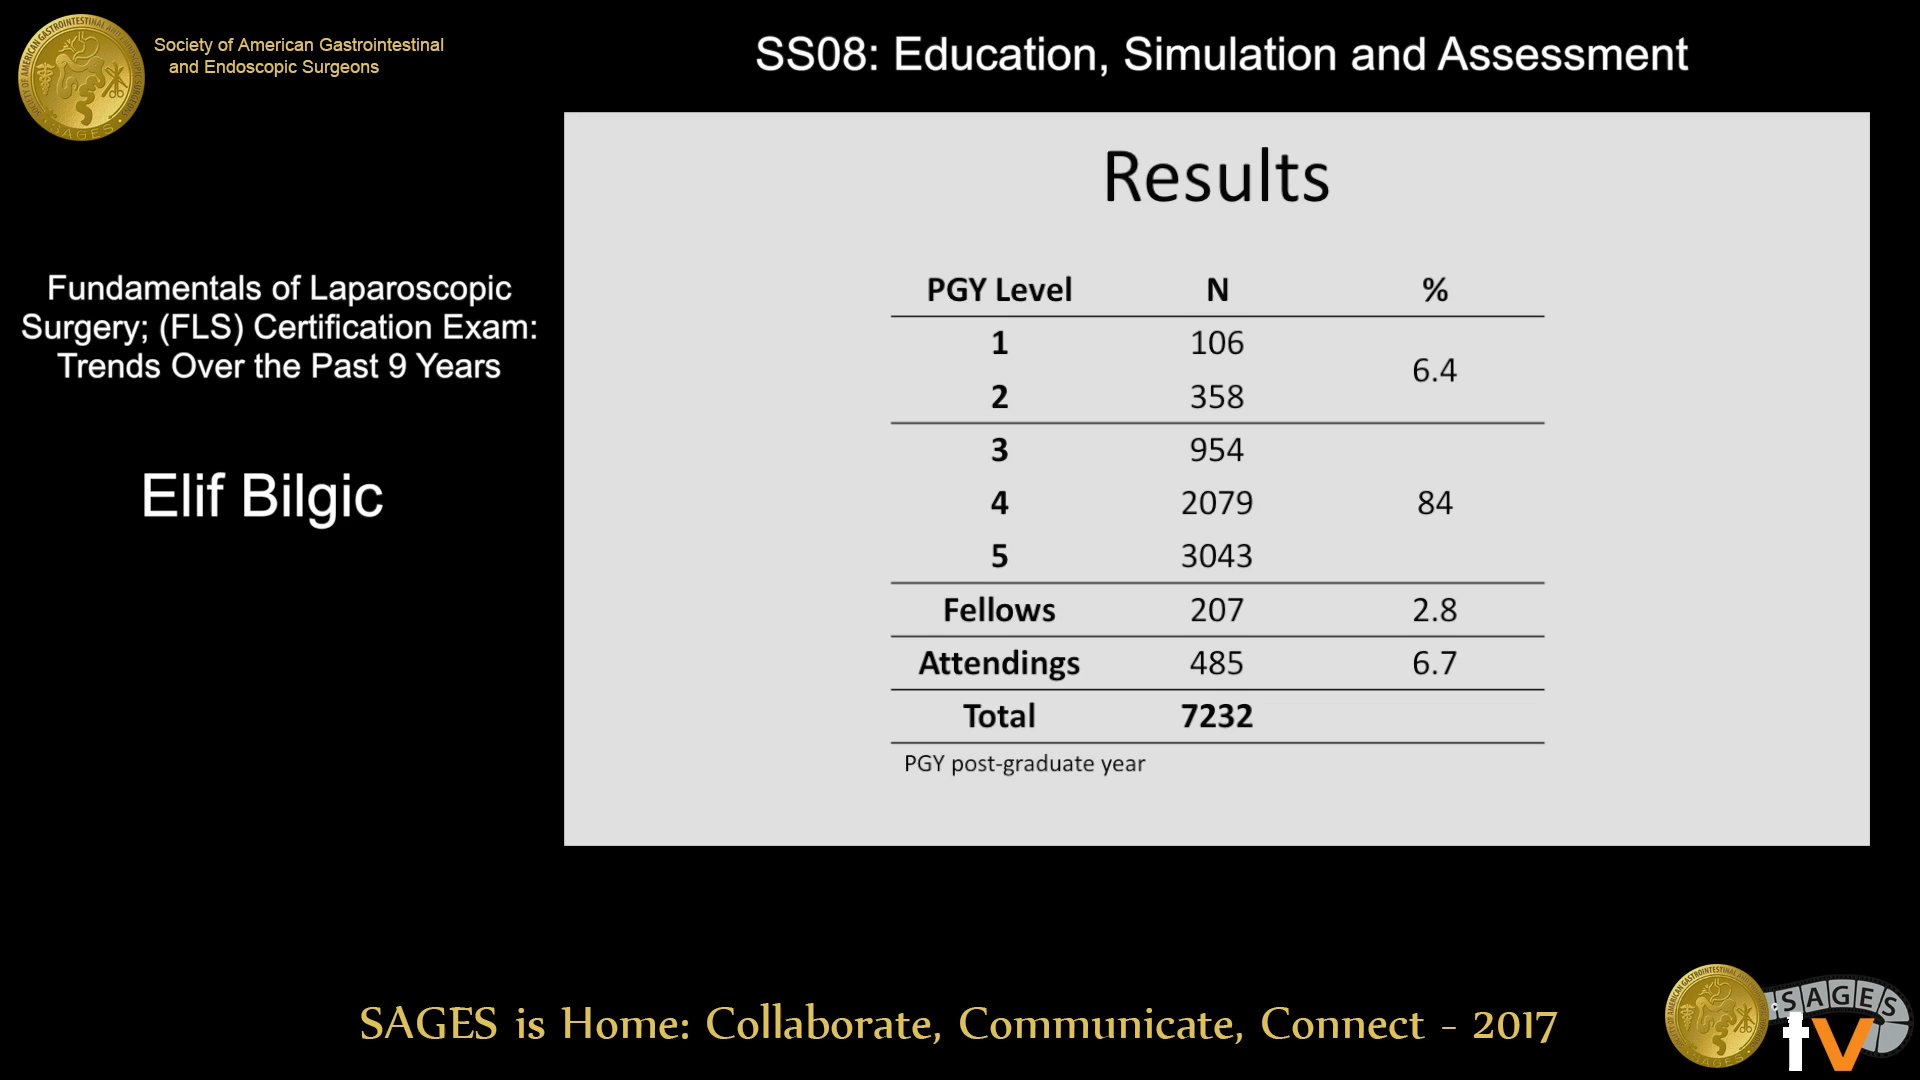 Society of American Gastrointestinal
and Endoscopic Surgeons
SS08: Education, Simulation and Assessment
Fundamentals of Laparoscopic
Surgery; (FLS) Certification Exam:
Trends Over the Past 9 Years
Elif Bilgic
Results
PGY Level N %
1 106
6.4
2 358
3 954
4 2079 84
5 3043
Fellows 207 2.8
Attendings 485 6.7
Total 7232
PGY post-graduate year
SAGES is Home: Collaborate, Communicate, Connect - 2017
SAGES
tv
SAGES